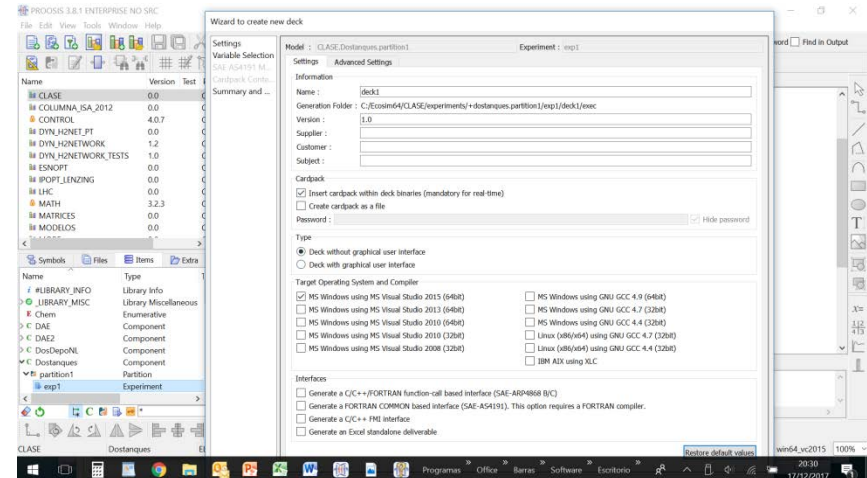 PROOSIS 3.8.1 ENTERPRISE NO SRC
File Edit View Tools Window Help
Wizard to create new deck
Settings
Variable Selection
SAE AS4191 M...
Cardpack Conta...
Summary and ...
Model : CLASE.Dostanques.partition1
Experiment : exp1
Settings Advanced Settings
Information
Name : deck1
Generation Folder : C:/Ecosim64/CLASE/experiments/+dostanques.partition1/exp1/deck1/exec
Version : 1.0
Supplier :
Customer :
Subject :
Cardpack
Insert cardpack within deck binaries (mandatory for real-time)
Create cardpack as a file
Password : Hide password
Type
Deck without graphical user interface
Deck with graphical user interface
Target Operating System and Compiler
MS Windows using MS Visual Studio 2015 (64bit)
MS Windows using GNU GCC 4.9 (64bit)
MS Windows using MS Visual Studio 2013 (64bit)
MS Windows using GNU GCC 4.7 (32bit)
MS Windows using MS Visual Studio 2010 (64bit)
MS Windows using GNU GCC 4.4 (32bit)
MS Windows using MS Visual Studio 2010 (32bit)
Linux (x86/x64) using GNU GCC 4.7 (32bit)
MS Windows using MS Visual Studio 2008 (32bit)
Linux (x86/x64) using GNU GCC 4.4 (32bit)
IBM AIX using XLC
Interfaces
Generate a C/C++/FORTRAN function-call based interface (SAE-ARP4868 B/C)
Generate a FORTRAN COMMON based interface (SAE-AS4191). This option requires a FORTRAN compiler.
Generate a C/C++ FMI interface
Generate an Excel standalone deliverable
Restore default values
Name Version Test
CLASE 0.0
COLUMNA_ISA_2012 0.0
CONTROL 4.0.7
DYN_H2NET_PT 0.0
DYN_H2NETWORK 1.2
DYN_H2NETWORK_TESTS 1.0
ESNOPT 0.0
IPOPT_LENZING 0.0
LHC 0.0
MATH 3.2.3
MATRICES 0.0
MODELOS 0.0
Symbols Files Items Extra
Name Type
#LIBRARY_INFO Library Info
_LIBRARY_MISC Library Miscellaneous
Chem Enumerative
DAE Component
DAE2 Component
DosDepoNL Component
Dostanques Component
partition1 Partition
exp1 Experiment
CLASE Dostanques
word Find in Output
win64_vc2015 100%
Programas Office Barras Software Escritorio
20:30
17/12/2017